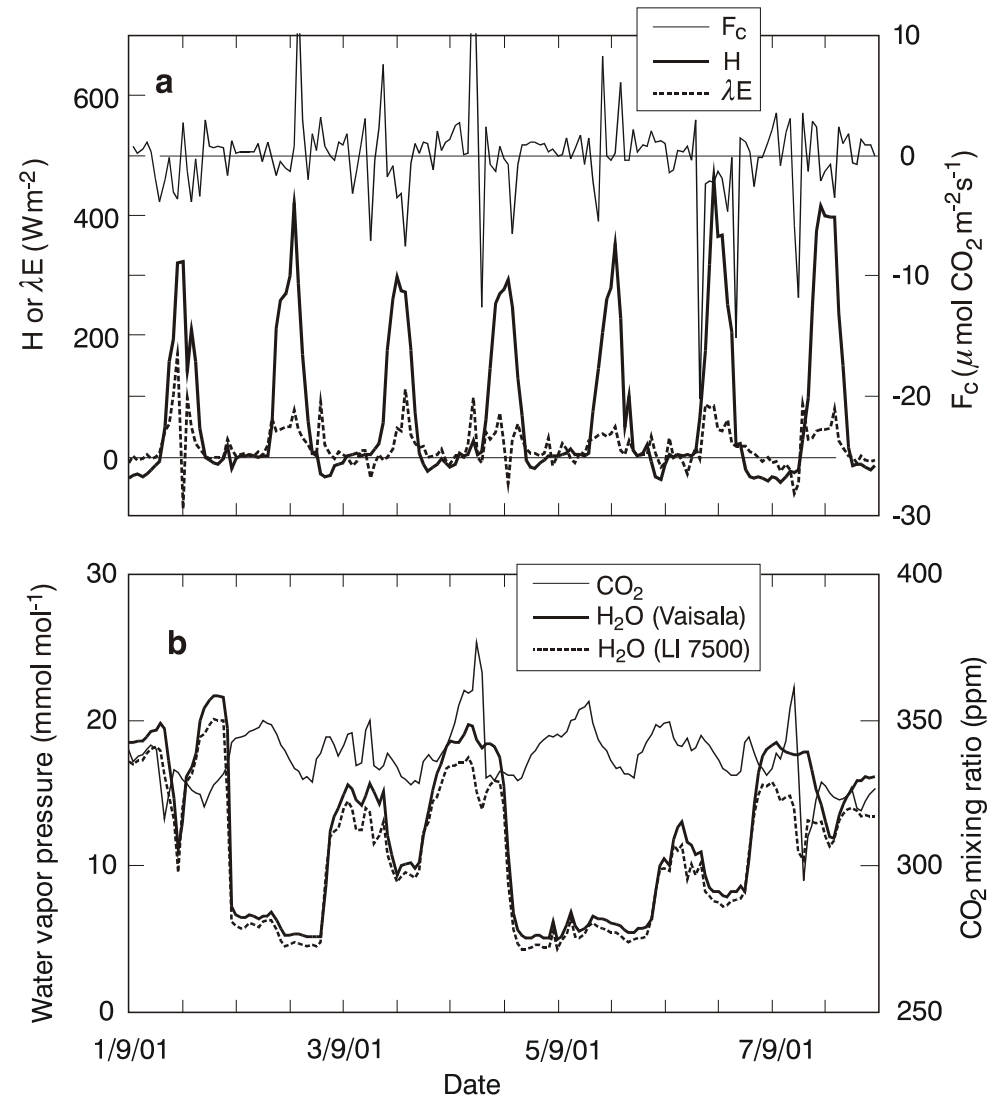 a
F_C
H
λE
600
400
200
0
H or λE (Wm⁻²)
10
0
-10
-20
-30
F_C (μmol CO₂ m⁻²s⁻¹)
b
CO₂
H₂O (Vaisala)
H₂O (LI 7500)
30
20
10
0
Water vapor pressure (mmol mol⁻¹)
400
350
300
250
CO₂ mixing ratio (ppm)
1/9/01 3/9/01 5/9/01 7/9/01
Date